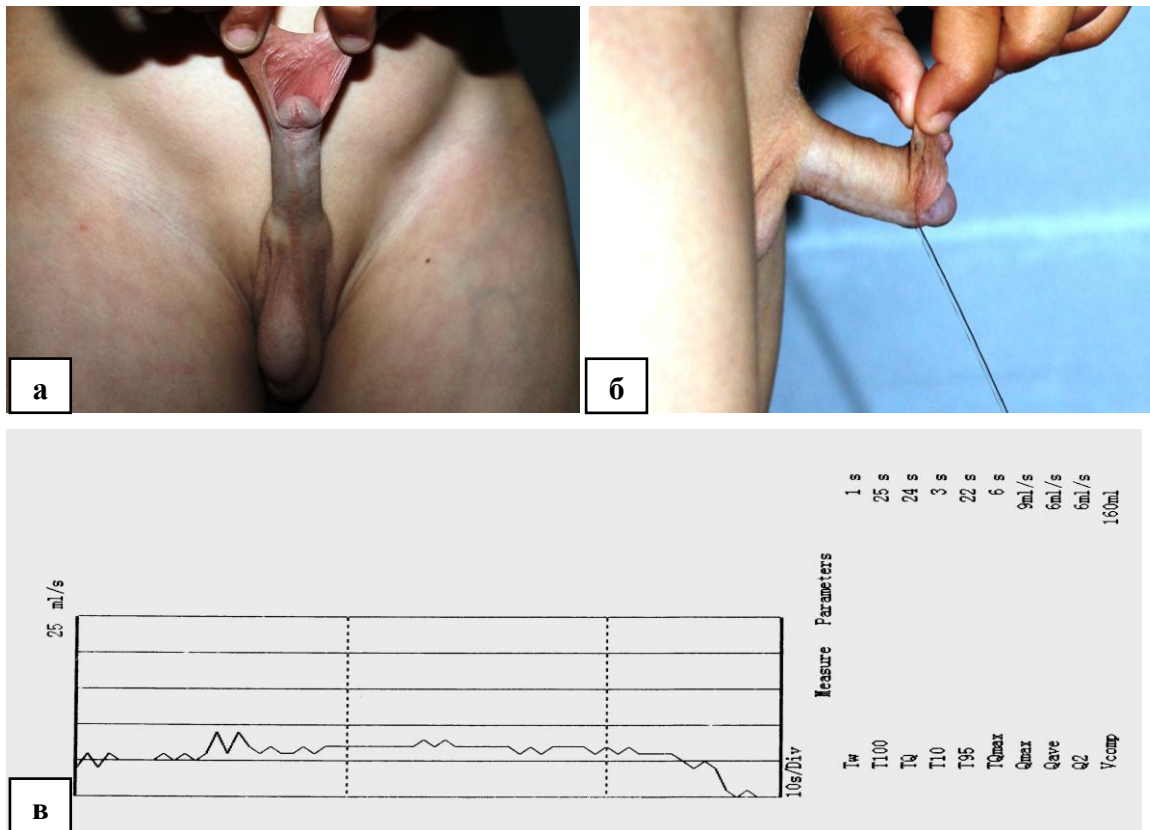 а
б
25 ml/s
10s/Div
в
Measure Parameters
Tw 1 s
T100 25 s
TQ 24 s
T10 3 s
T95 22 s
TQmax 6 s
Qmax 9ml/s
Qave 6ml/s
Q2 6ml/s
Vcomp 160ml